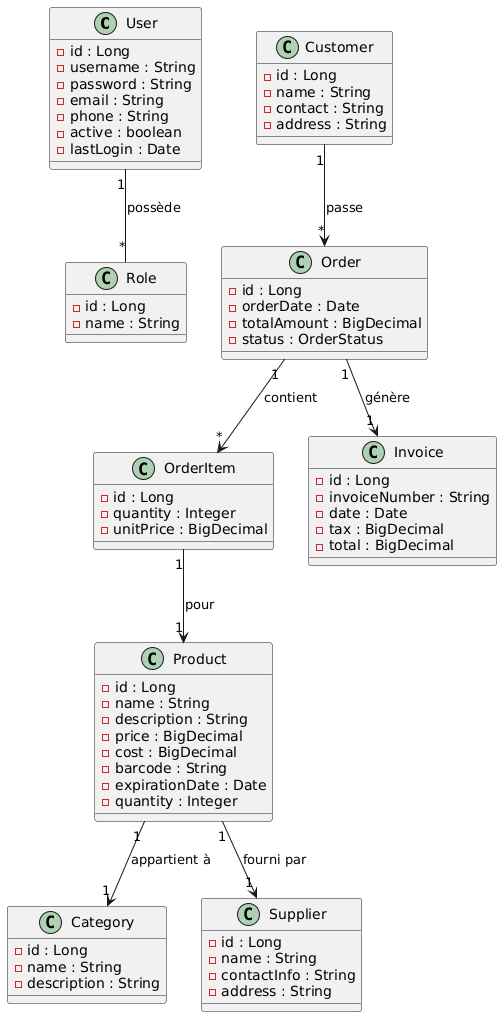 C User
id : Long
username : String
password : String
email : String
phone : String
active : boolean
lastLogin : Date
C Customer
id : Long
name : String
contact : String
address : String
1
possède
*
1
passe
*
C Role
id : Long
name : String
C Order
id : Long
orderDate : Date
totalAmount : BigDecimal
status : OrderStatus
1
contient
*
1
génère
1
C OrderItem
id : Long
quantity : Integer
unitPrice : BigDecimal
C Invoice
id : Long
invoiceNumber : String
date : Date
tax : BigDecimal
total : BigDecimal
1
pour
1
C Product
id : Long
name : String
description : String
price : BigDecimal
cost : BigDecimal
barcode : String
expirationDate : Date
quantity : Integer
1
appartient à
1
1
fourni par
1
C Category
id : Long
name : String
description : String
C Supplier
id : Long
name : String
contactInfo : String
address : String